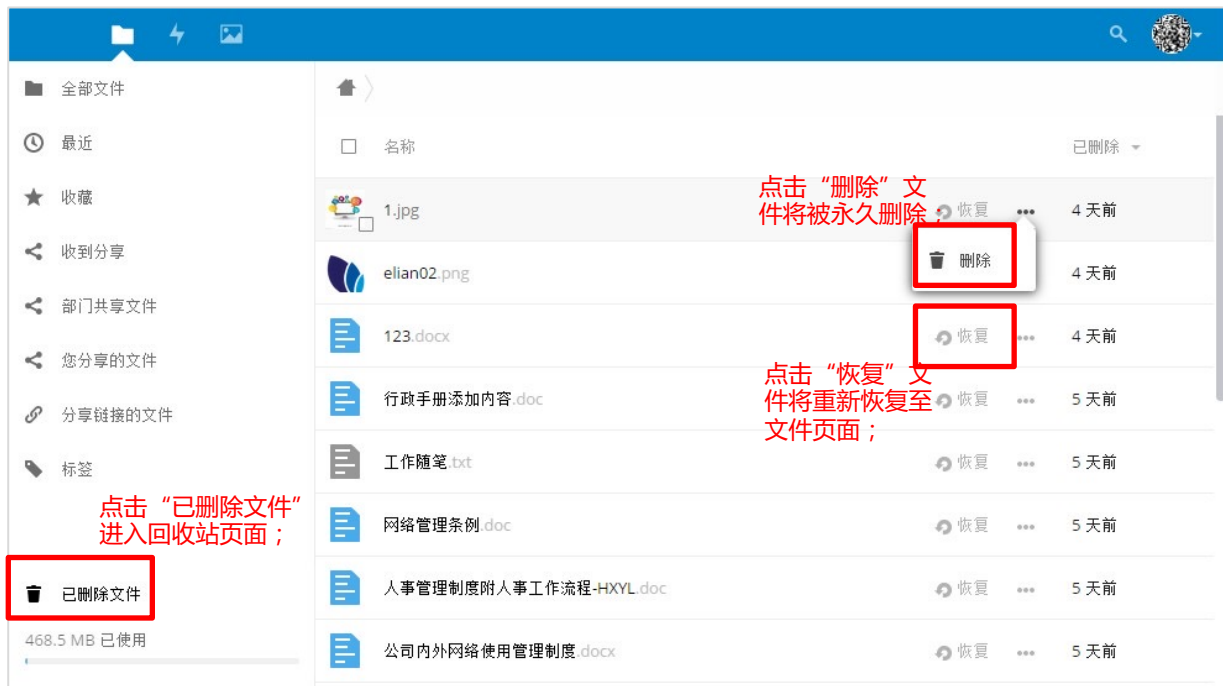 全部文件
最近
收藏
收到分享
部门共享文件
您分享的文件
分享链接的文件
标签
点击“已删除文件”
进入回收站页面；
已删除文件
468.5 MB 已使用
名称 已删除
点击“删除”文
件将被永久删除；
1.jpg 恢复 ••• 4 天前
删除
elian02.png 4 天前
123.docx 恢复 ••• 4 天前
点击“恢复”文
件将重新恢复至
文件页面；
行政手册添加内容.doc 恢复 ••• 5 天前
工作随笔.txt 恢复 ••• 5 天前
网络管理条例.doc 恢复 ••• 5 天前
人事管理制度附人事工作流程-HXYL.doc 恢复 ••• 5 天前
公司内外网络使用管理制度.docx 恢复 ••• 5 天前